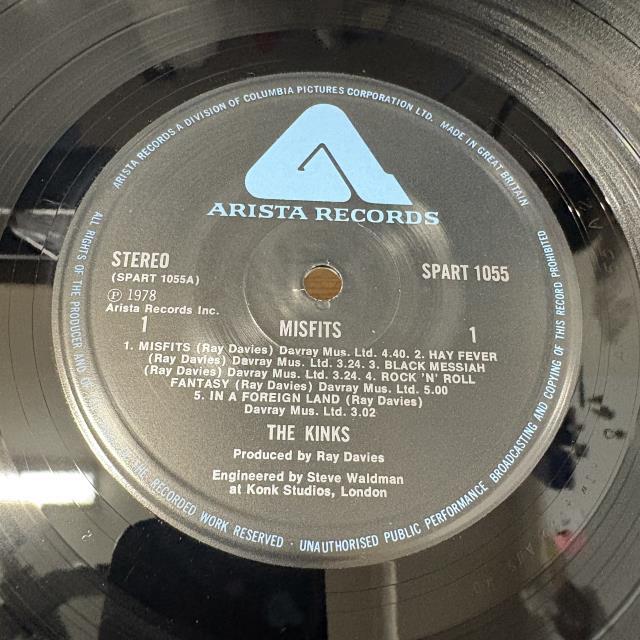 ARISTA RECORDS A DIVISION OF COLUMBIA PICTURES CORPORATION LTD. MADE IN GREAT BRITAIN
ARISTA RECORDS
STEREO
(SPART 1055A)
SPART 1055
Ⓟ 1978
Arista Records Inc.
1
MISFITS
1
1. MISFITS (Ray Davies) Davray Mus. Ltd. 4.40. 2. HAY FEVER
(Ray Davies) Davray Mus. Ltd. 3.24. 3. BLACK MESSIAH
(Ray Davies) Davray Mus. Ltd. 3.24. 4. ROCK 'N' ROLL
FANTASY (Ray Davies) Davray Mus. Ltd. 5.00
5. IN A FOREIGN LAND (Ray Davies)
Davray Mus. Ltd. 3.02
THE KINKS
Produced by Ray Davies
Engineered by Steve Waldman
at Konk Studios, London
ALL RIGHTS OF THE PRODUCER AND OF THE RECORDED WORK RESERVED · UNAUTHORISED PUBLIC PERFORMANCE BROADCASTING AND COPYING OF THIS RECORD PROHIBITED